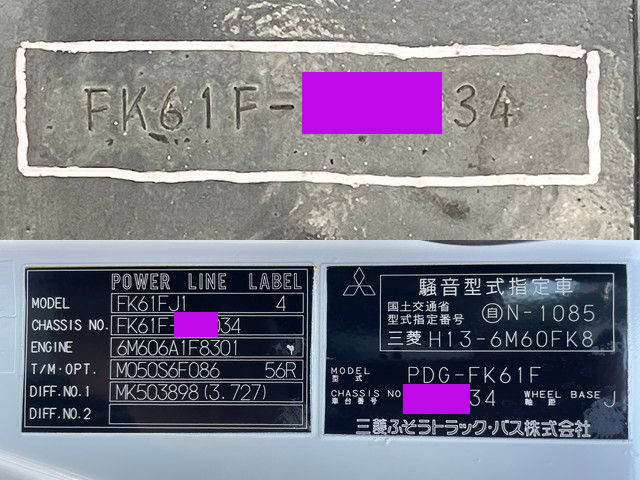 FK61F-34
POWER LINE LABEL
MODEL FK61FJ1 4
CHASSIS NO. FK61F-034
ENGINE 6M606A1F8301
T/M・OPT. M050S6F086 56R
DIFF.NO.1 MK503898(3.727)
DIFF.NO.2
騒音型式指定車
国土交通省
型式指定番号 自N-1085
三菱 H13-6M60FK8
MODEL
型式 PDG-FK61F
CHASSIS NO 34 WHEEL BASE J
車台番号 軸距
三菱ふそうトラック・バス株式会社